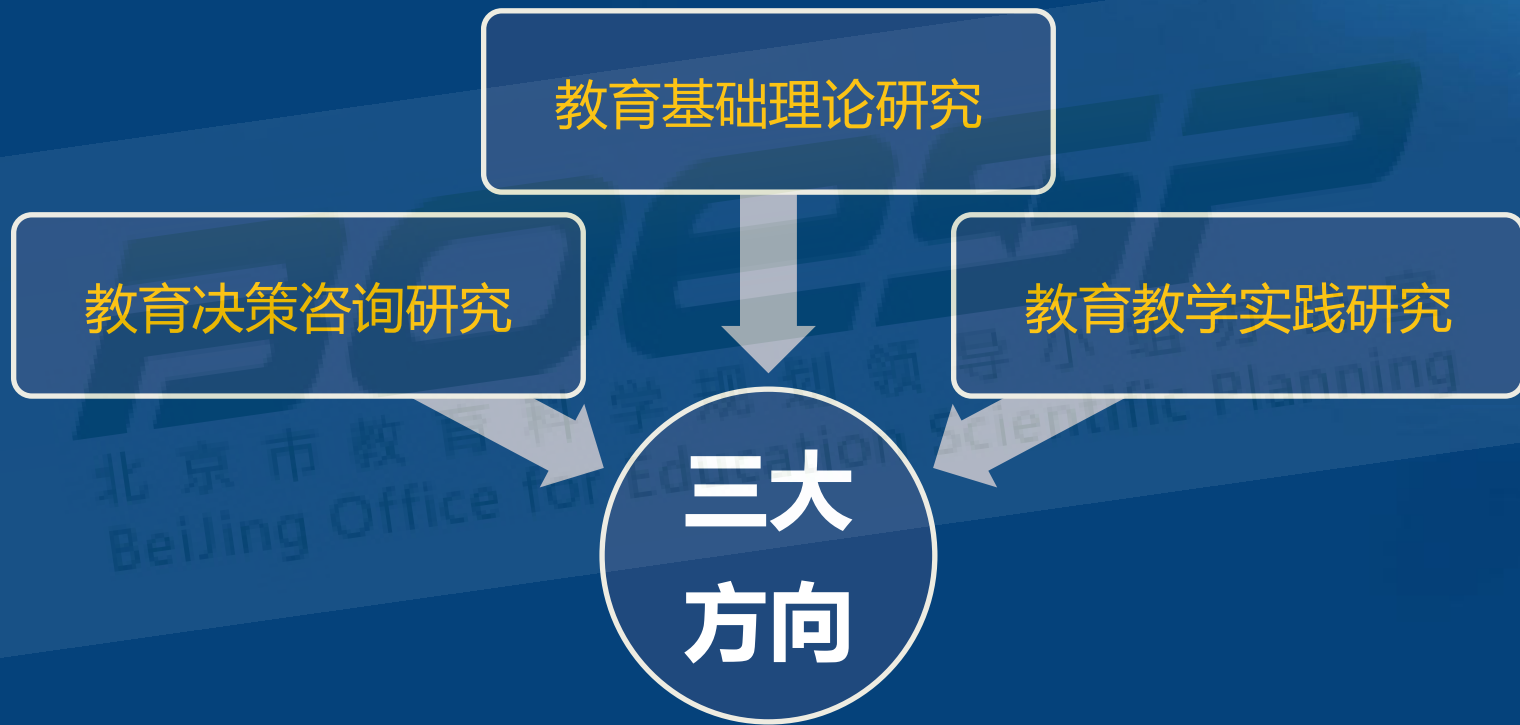 教育基础理论研究
教育决策咨询研究
教育教学实践研究
三大
方向
BOESP
北京市教育科学规划领导小组办公室
BeiJing Office for Education Scientific Planning